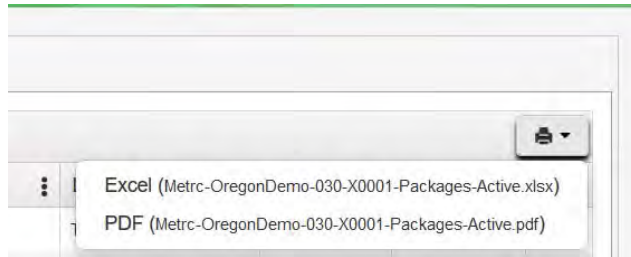 Excel (Metrc-OregonDemo-030-X0001-Packages-Active.xlsx)
PDF (Metrc-OregonDemo-030-X0001-Packages-Active.pdf)